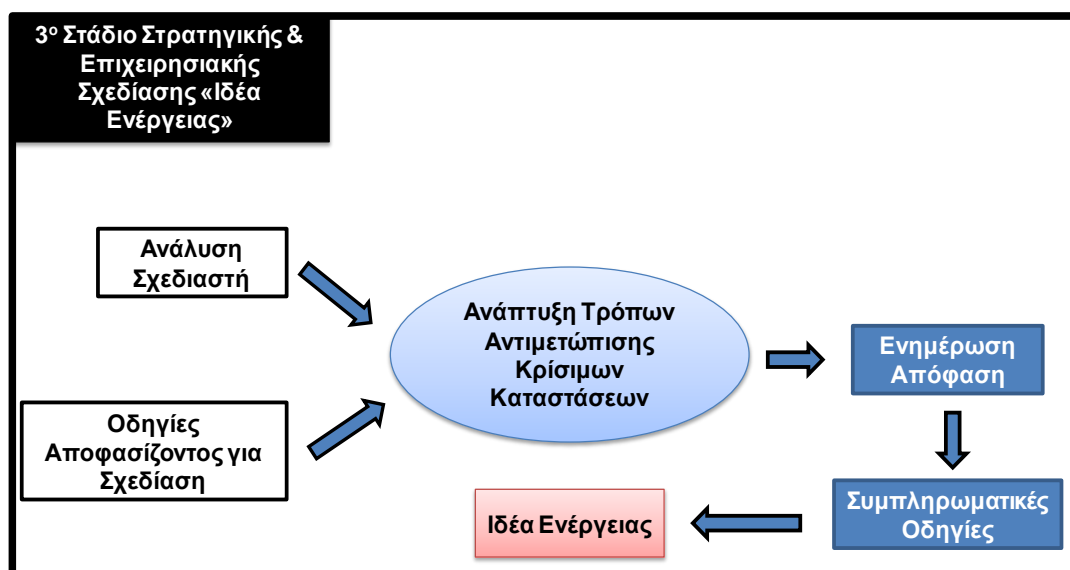 3ο Στάδιο Στρατηγικής &
Επιχειρησιακής
Σχεδίασης «Ιδέα
Ενέργειας»
Ανάλυση
Σχεδιαστή
Οδηγίες
Αποφασίζοντος για
Σχεδίαση
Ανάπτυξη Τρόπων
Αντιμετώπισης
Κρίσιμων
Καταστάσεων
Ενημέρωση
Απόφαση
Συμπληρωματικές
Οδηγίες
Ιδέα Ενέργειας